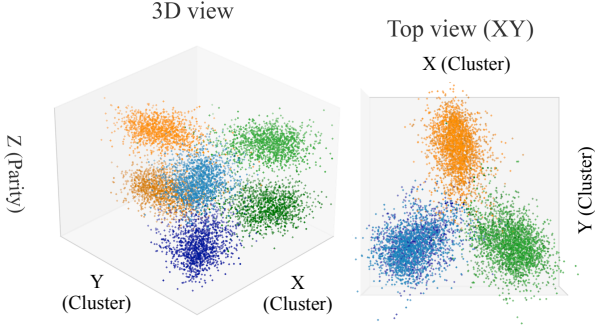 3D view
Top view (XY)
X (Cluster)
Z (Parity)
Y (Cluster)
Y
(Cluster)
X
(Cluster)